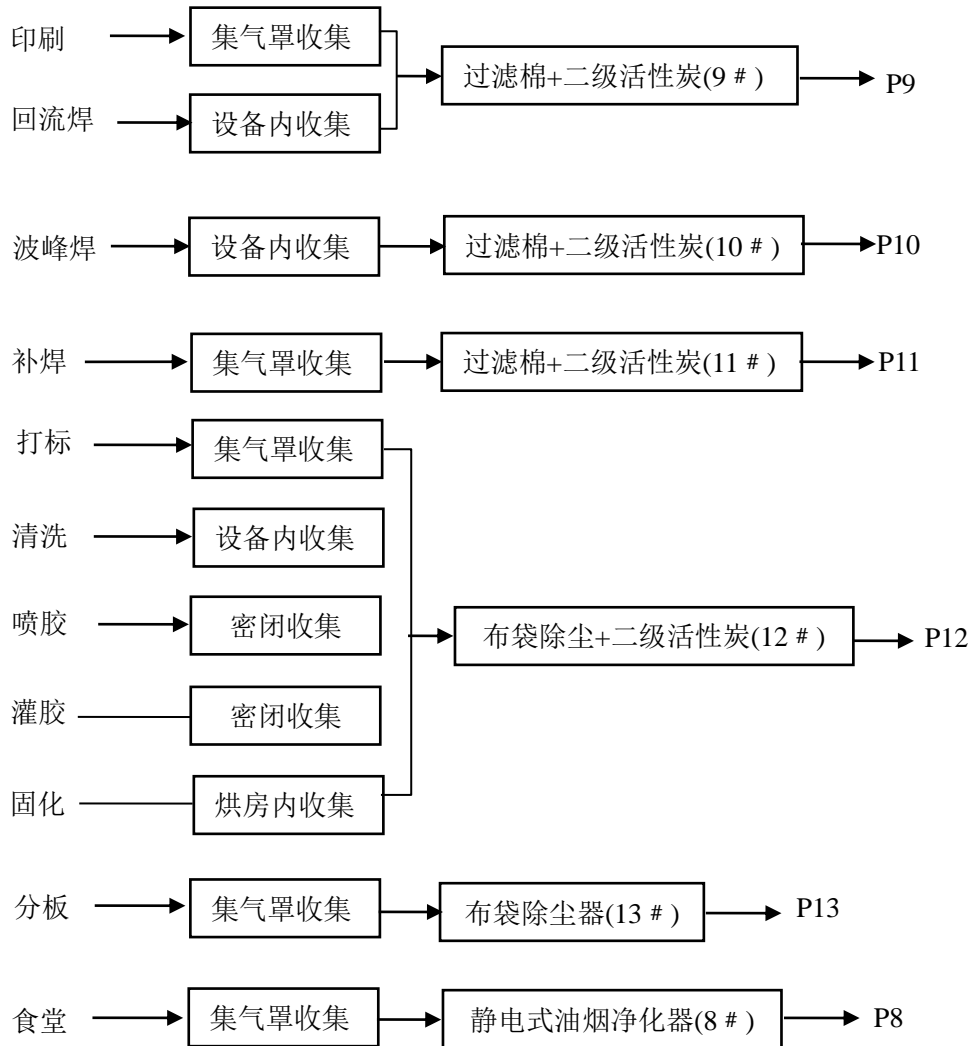 印刷
集气罩收集
过滤棉+二级活性炭(9＃)
P9
回流焊
设备内收集
波峰焊
设备内收集
过滤棉+二级活性炭(10＃)
P10
补焊
集气罩收集
过滤棉+二级活性炭(11＃)
P11
打标
集气罩收集
清洗
设备内收集
喷胶
密闭收集
布袋除尘+二级活性炭(12＃)
P12
灌胶
密闭收集
固化
烘房内收集
分板
集气罩收集
布袋除尘器(13＃)
P13
食堂
集气罩收集
静电式油烟净化器(8＃)
P8